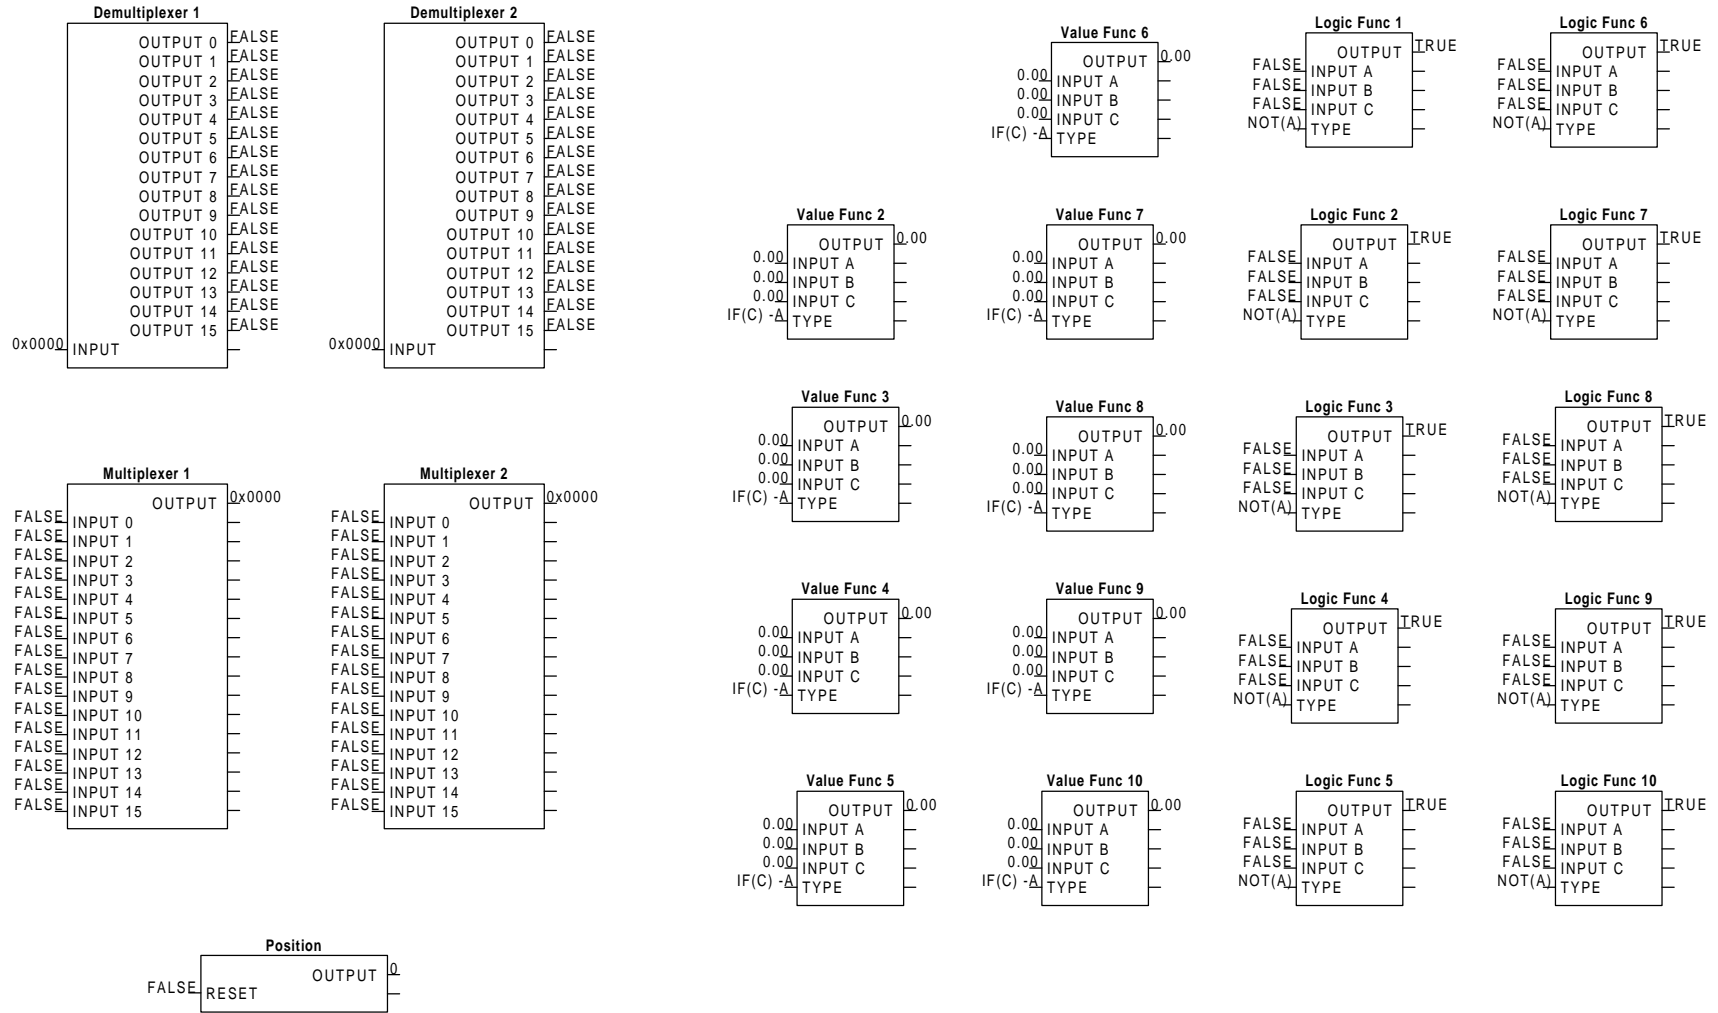 Demultiplexer 1
OUTPUT 0 FALSE
OUTPUT 1 FALSE
OUTPUT 2 FALSE
OUTPUT 3 FALSE
OUTPUT 4 FALSE
OUTPUT 5 FALSE
OUTPUT 6 FALSE
OUTPUT 7 FALSE
OUTPUT 8 FALSE
OUTPUT 9 FALSE
OUTPUT 10 FALSE
OUTPUT 11 FALSE
OUTPUT 12 FALSE
OUTPUT 13 FALSE
OUTPUT 14 FALSE
OUTPUT 15 FALSE
0x0000 INPUT
Demultiplexer 2
OUTPUT 0 FALSE
OUTPUT 1 FALSE
OUTPUT 2 FALSE
OUTPUT 3 FALSE
OUTPUT 4 FALSE
OUTPUT 5 FALSE
OUTPUT 6 FALSE
OUTPUT 7 FALSE
OUTPUT 8 FALSE
OUTPUT 9 FALSE
OUTPUT 10 FALSE
OUTPUT 11 FALSE
OUTPUT 12 FALSE
OUTPUT 13 FALSE
OUTPUT 14 FALSE
OUTPUT 15 FALSE
0x0000 INPUT
Multiplexer 1
OUTPUT 0x0000
FALSE INPUT 0
FALSE INPUT 1
FALSE INPUT 2
FALSE INPUT 3
FALSE INPUT 4
FALSE INPUT 5
FALSE INPUT 6
FALSE INPUT 7
FALSE INPUT 8
FALSE INPUT 9
FALSE INPUT 10
FALSE INPUT 11
FALSE INPUT 12
FALSE INPUT 13
FALSE INPUT 14
FALSE INPUT 15
Multiplexer 2
OUTPUT 0x0000
FALSE INPUT 0
FALSE INPUT 1
FALSE INPUT 2
FALSE INPUT 3
FALSE INPUT 4
FALSE INPUT 5
FALSE INPUT 6
FALSE INPUT 7
FALSE INPUT 8
FALSE INPUT 9
FALSE INPUT 10
FALSE INPUT 11
FALSE INPUT 12
FALSE INPUT 13
FALSE INPUT 14
FALSE INPUT 15
Position
OUTPUT 0
FALSE RESET
Value Func 2
OUTPUT 0.00
0.00 INPUT A
0.00 INPUT B
0.00 INPUT C
IF(C) -A TYPE
Value Func 3
OUTPUT 0.00
0.00 INPUT A
0.00 INPUT B
0.00 INPUT C
IF(C) -A TYPE
Value Func 4
OUTPUT 0.00
0.00 INPUT A
0.00 INPUT B
0.00 INPUT C
IF(C) -A TYPE
Value Func 5
OUTPUT 0.00
0.00 INPUT A
0.00 INPUT B
0.00 INPUT C
IF(C) -A TYPE
Value Func 6
OUTPUT 0.00
0.00 INPUT A
0.00 INPUT B
0.00 INPUT C
IF(C) -A TYPE
Value Func 7
OUTPUT 0.00
0.00 INPUT A
0.00 INPUT B
0.00 INPUT C
IF(C) -A TYPE
Value Func 8
OUTPUT 0.00
0.00 INPUT A
0.00 INPUT B
0.00 INPUT C
IF(C) -A TYPE
Value Func 9
OUTPUT 0.00
0.00 INPUT A
0.00 INPUT B
0.00 INPUT C
IF(C) -A TYPE
Value Func 10
OUTPUT 0.00
0.00 INPUT A
0.00 INPUT B
0.00 INPUT C
IF(C) -A TYPE
Logic Func 1
OUTPUT TRUE
FALSE INPUT A
FALSE INPUT B
FALSE INPUT C
NOT(A) TYPE
Logic Func 2
OUTPUT TRUE
FALSE INPUT A
FALSE INPUT B
FALSE INPUT C
NOT(A) TYPE
Logic Func 3
OUTPUT TRUE
FALSE INPUT A
FALSE INPUT B
FALSE INPUT C
NOT(A) TYPE
Logic Func 4
OUTPUT TRUE
FALSE INPUT A
FALSE INPUT B
FALSE INPUT C
NOT(A) TYPE
Logic Func 5
OUTPUT TRUE
FALSE INPUT A
FALSE INPUT B
FALSE INPUT C
NOT(A) TYPE
Logic Func 6
OUTPUT TRUE
FALSE INPUT A
FALSE INPUT B
FALSE INPUT C
NOT(A) TYPE
Logic Func 7
OUTPUT TRUE
FALSE INPUT A
FALSE INPUT B
FALSE INPUT C
NOT(A) TYPE
Logic Func 8
OUTPUT TRUE
FALSE INPUT A
FALSE INPUT B
FALSE INPUT C
NOT(A) TYPE
Logic Func 9
OUTPUT TRUE
FALSE INPUT A
FALSE INPUT B
FALSE INPUT C
NOT(A) TYPE
Logic Func 10
OUTPUT TRUE
FALSE INPUT A
FALSE INPUT B
FALSE INPUT C
NOT(A) TYPE